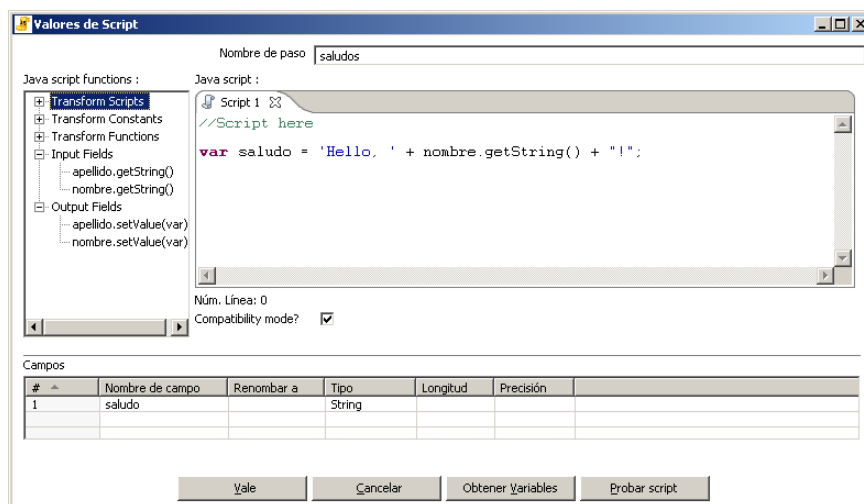 Valores de Script
Nombre de paso saludos
Java script functions :
Java script :
Transform Scripts
Transform Constants
Transform Functions
Input Fields
apellido.getString()
nombre.getString()
Output Fields
apellido.setValue(var)
nombre.setValue(var)
Script 1
//Script here
var saludo = 'Hello, ' + nombre.getString() + "!";
Núm. Línea: 0
Compatibility mode?
Campos
# Nombre de campo Renombar a Tipo Longitud Precisión
1 saludo String
Vale Cancelar Obtener Variables Probar script